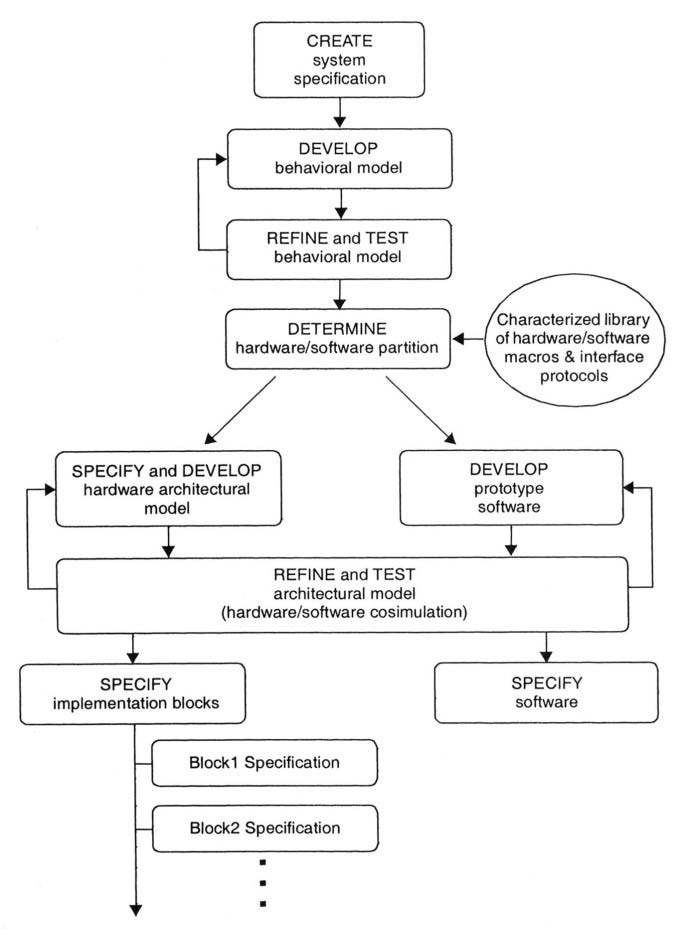 CREATE
system
specification
DEVELOP
behavioral model
REFINE and TEST
behavioral model
DETERMINE
hardware/software partition
Characterized library
of hardware/software
macros & interface
protocols
SPECIFY and DEVELOP
hardware architectural
model
DEVELOP
prototype
software
REFINE and TEST
architectural model
(hardware/software cosimulation)
SPECIFY
implementation blocks
SPECIFY
software
Block1 Specification
Block2 Specification